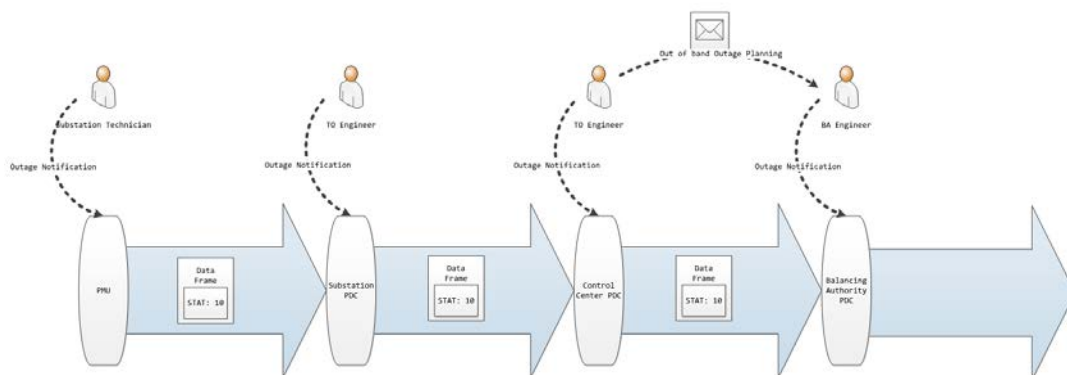 Out of band Outage Planning
Substation Technician
TO Engineer
TO Engineer
BA Engineer
Outage Notification
Outage Notification
Outage Notification
Outage Notification
PMU
Data
Frame
STAT: 10
Substation
PDC
Data
Frame
STAT: 10
Control
Center PDC
Data
Frame
STAT: 10
Balancing
Authority
PDC